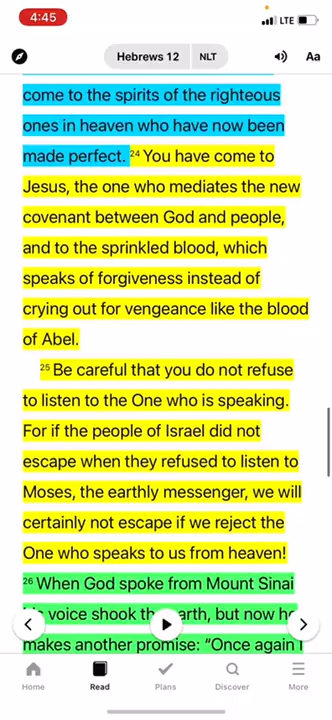 4:45
LTE
Hebrews 12 NLT
Aa
come to the spirits of the righteous
ones in heaven who have now been
made perfect. 24 You have come to
Jesus, the one who mediates the new
covenant between God and people,
and to the sprinkled blood, which
speaks of forgiveness instead of
crying out for vengeance like the blood
of Abel.
25 Be careful that you do not refuse
to listen to the One who is speaking.
For if the people of Israel did not
escape when they refused to listen to
Moses, the earthly messenger, we will
certainly not escape if we reject the
One who speaks to us from heaven!
26 When God spoke from Mount Sinai
voice shook the earth, but now he
makes another promise: “Once again I
Home Read Plans Discover More